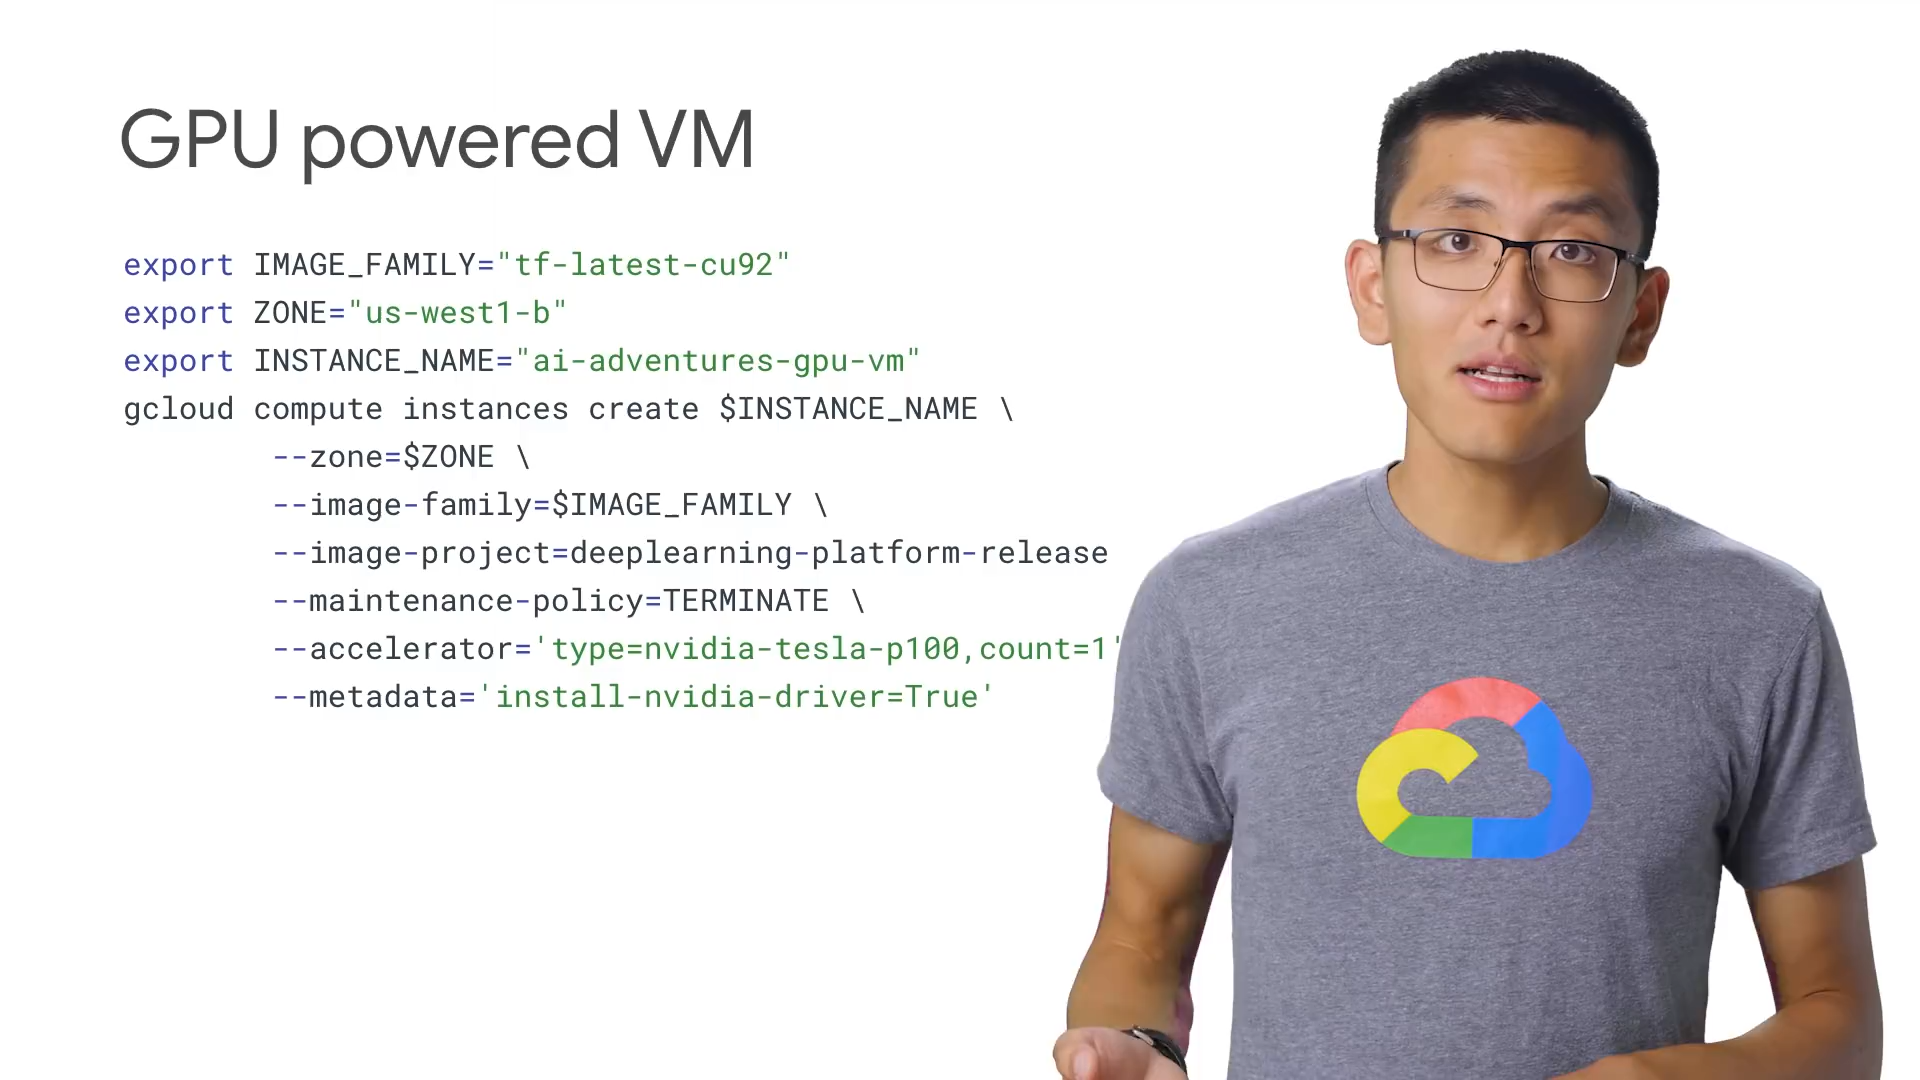 GPU powered VM
export IMAGE_FAMILY="tf-latest-cu92"
export ZONE="us-west1-b"
export INSTANCE_NAME="ai-adventures-gpu-vm"
gcloud compute instances create $INSTANCE_NAME \
--zone=$ZONE \
--image-family=$IMAGE_FAMILY \
--image-project=deeplearning-platform-release
--maintenance-policy=TERMINATE \
--accelerator='type=nvidia-tesla-p100,count=1'
--metadata='install-nvidia-driver=True'